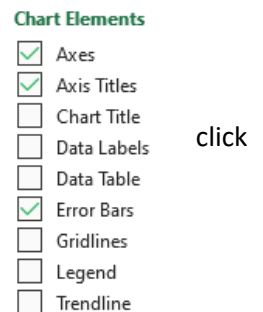 Chart Elements
Axes
Axis Titles
Chart Title
Data Labels
click
Data Table
Error Bars
Gridlines
Legend
Trendline